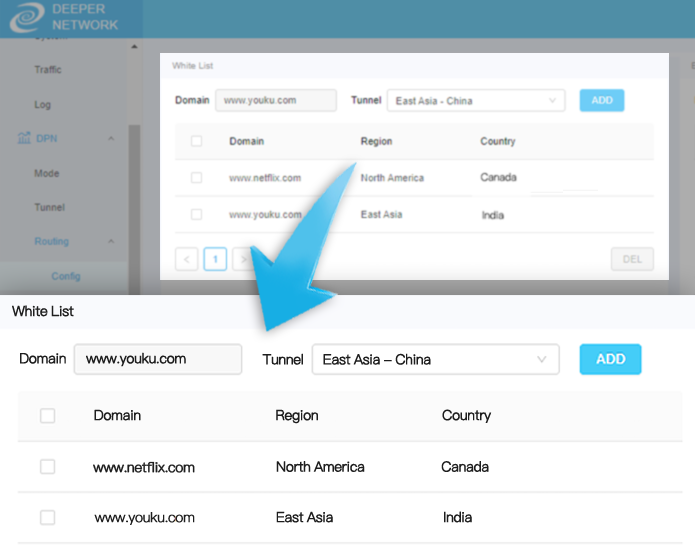 DEEPER
NETWORK
System
Traffic
Log
DPN
Mode
Tunnel
Routing
Config
White List
Domain www.youku.com Tunnel East Asia - China ADD
Domain Region Country
www.netflix.com North America Canada
www.youku.com East Asia India
< 1 > DEL
White List
Domain www.youku.com Tunnel East Asia – China ADD
Domain Region Country
www.netflix.com North America Canada
www.youku.com East Asia India